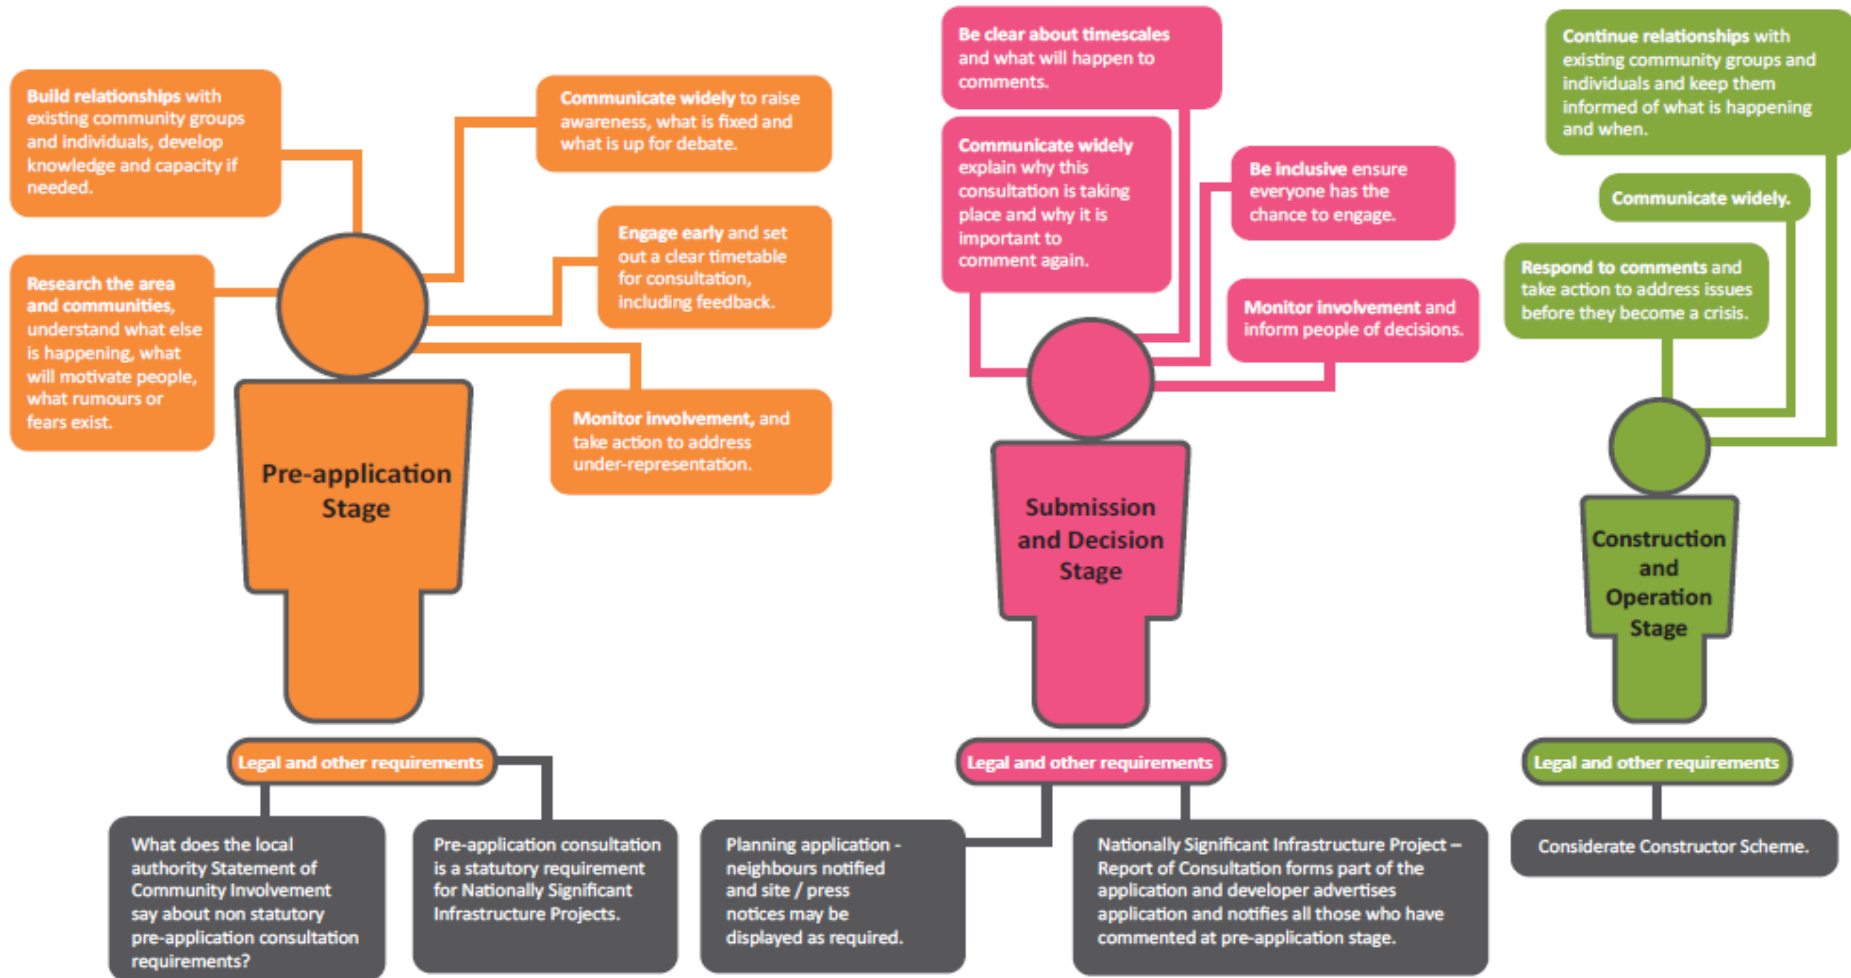 Build relationships with
existing community groups
and individuals, develop
knowledge and capacity if
needed.
Communicate widely to raise
awareness, what is fixed and
what is up for debate.
Engage early and set
out a clear timetable
for consultation,
including feedback.
Research the area
and communities,
understand what else
is happening, what
will motivate people,
what rumours or
fears exist.
Monitor involvement, and
take action to address
under-representation.
Pre-application
Stage
Legal and other requirements
What does the local
authority Statement of
Community Involvement
say about non statutory
pre-application consultation
requirements?
Pre-application consultation
is a statutory requirement
for Nationally Significant
Infrastructure Projects.
Be clear about timescales
and what will happen to
comments.
Communicate widely
explain why this
consultation is taking
place and why it is
important to
comment again.
Be inclusive ensure
everyone has the
chance to engage.
Monitor involvement and
inform people of decisions.
Submission
and Decision
Stage
Legal and other requirements
Planning application -
neighbours notified
and site / press
notices may be
displayed as required.
Nationally Significant Infrastructure Project –
Report of Consultation forms part of the
application and developer advertises
application and notifies all those who have
commented at pre-application stage.
Continue relationships with
existing community groups and
individuals and keep them
informed of what is happening
and when.
Communicate widely.
Respond to comments and
take action to address issues
before they become a crisis.
Construction
and
Operation
Stage
Legal and other requirements
Considerate Constructor Scheme.